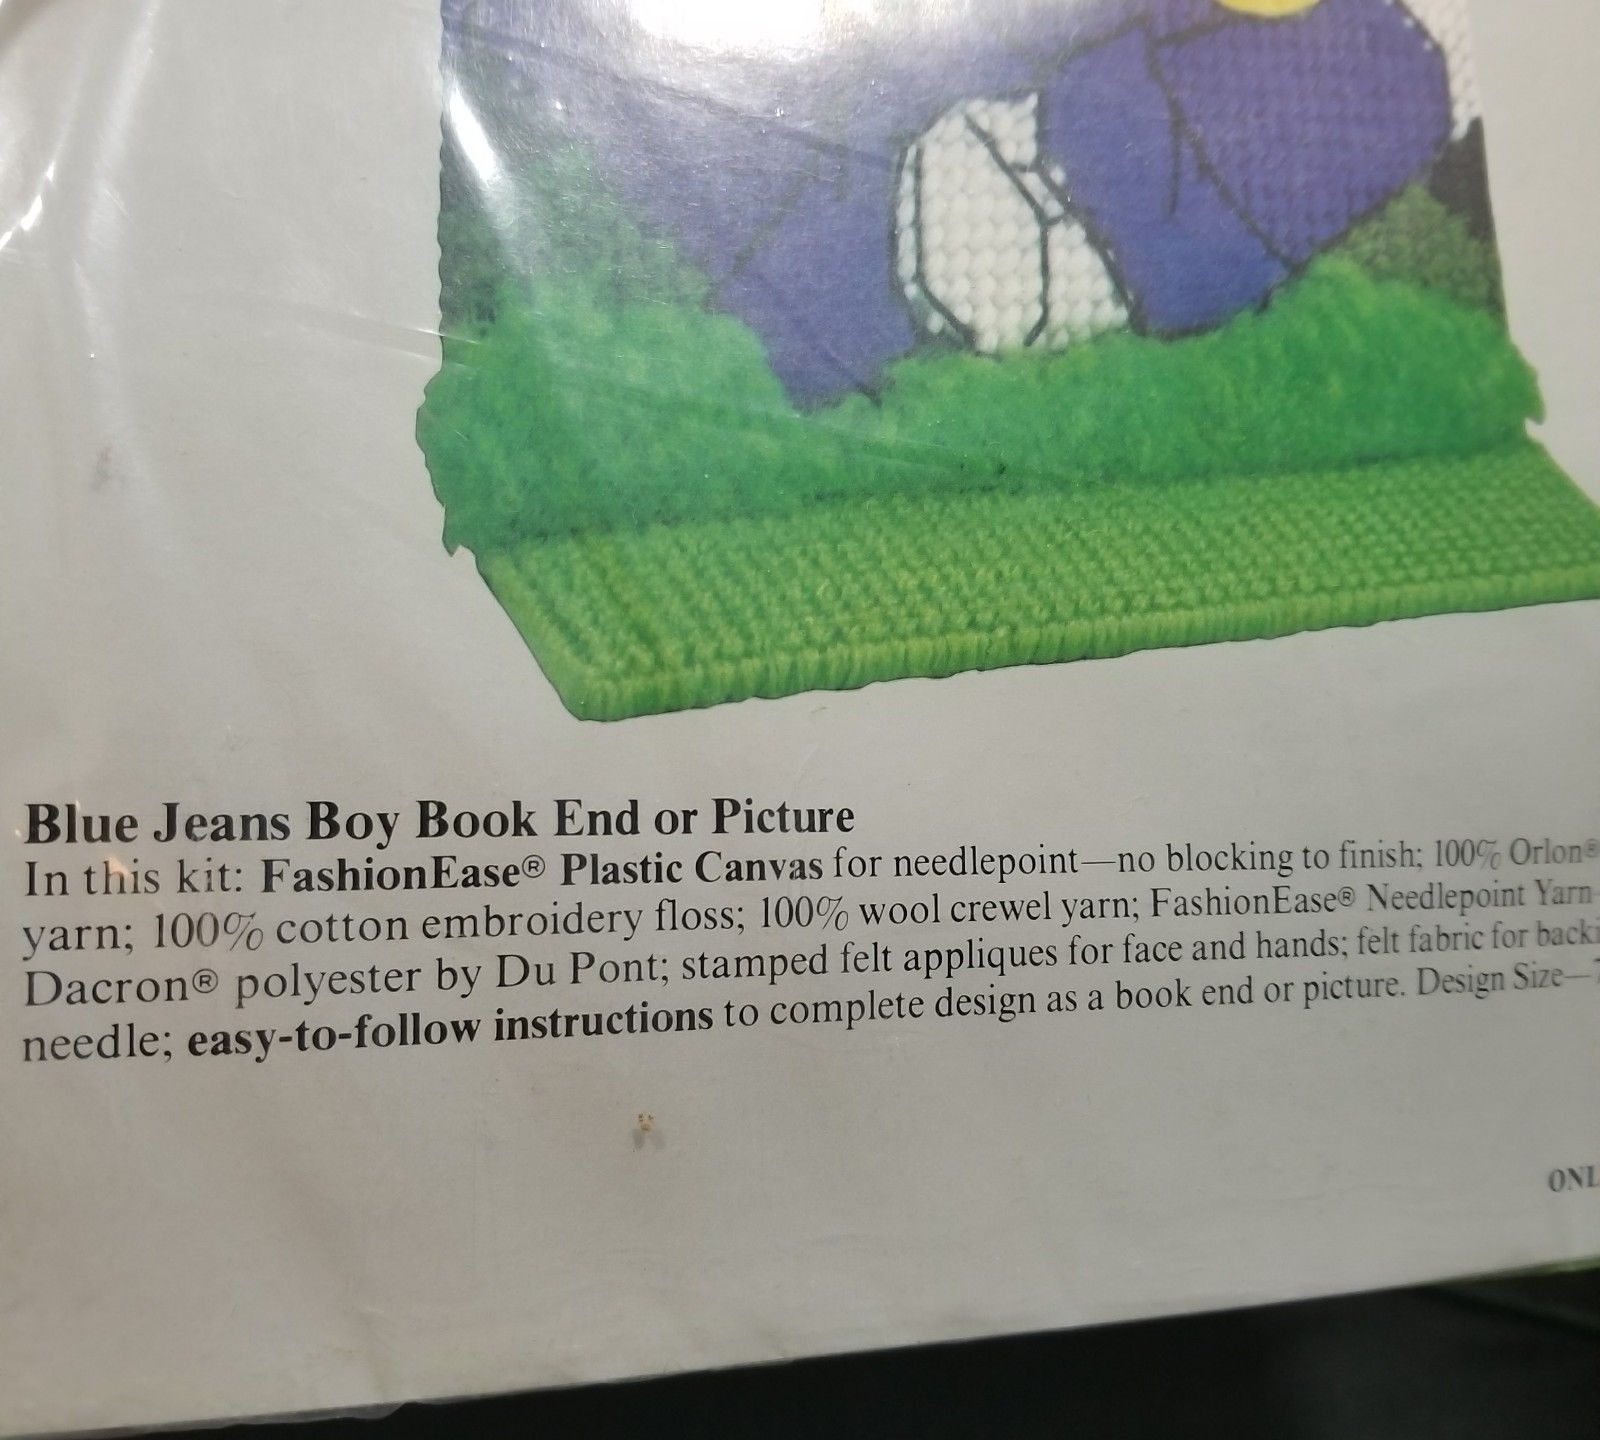 Blue Jeans Boy Book End or Picture
In this kit: FashionEase® Plastic Canvas for needlepoint—no blocking to finish; 100% Orlon®
yarn; 100% cotton embroidery floss; 100% wool crewel yarn; FashionEase® Needlepoint Yarn
Dacron® polyester by Du Pont; stamped felt appliques for face and hands; felt fabric for backi
needle; easy-to-follow instructions to complete design as a book end or picture. Design Size—7
ONL